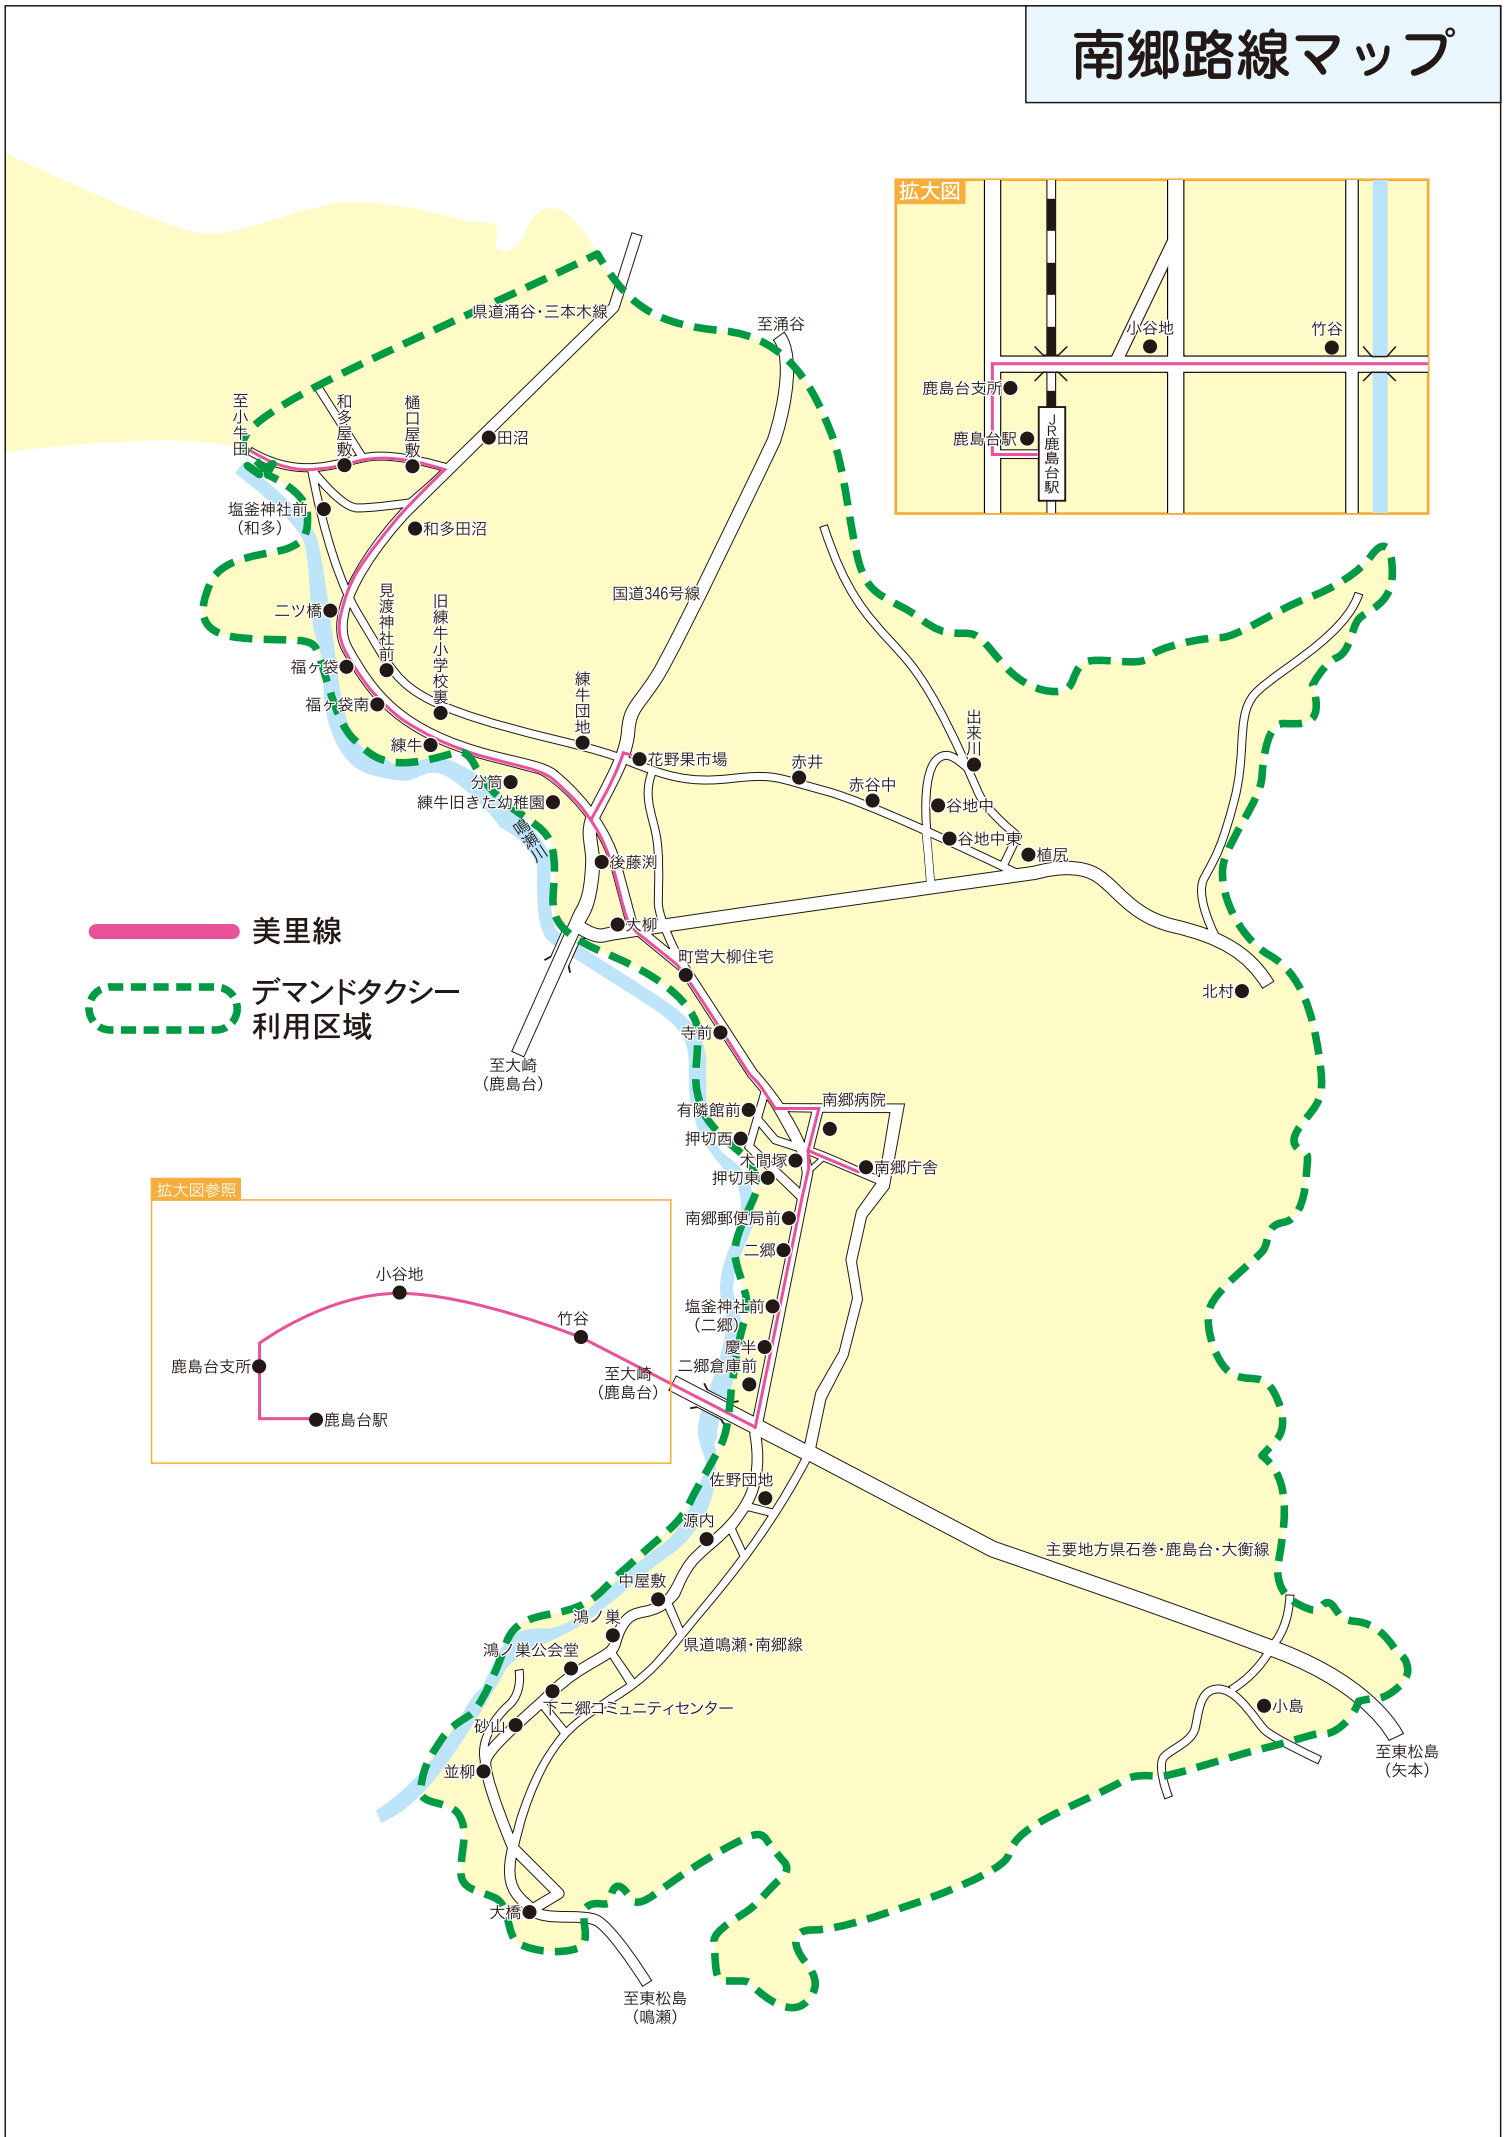 南郷路線マップ
拡大図
小谷地
竹谷
鹿島台支所
鹿島台駅
JR鹿島台駅
県道涌谷・三本木線
至涌谷
至小牛田
和多屋敷
樋口屋敷
田沼
塩釜神社前
（和多）
和多田沼
国道346号線
二ツ橋
見渡神社前
旧練牛小学校裏
福ヶ袋
福ヶ袋南
練牛団地
練牛
花野果市場
出来川
赤井
赤谷中
分筒
練牛旧きた幼稚園
谷地中
鳴瀬川
谷地中東
植尻
後藤渕
大柳
美里線
町営大柳住宅
デマンドタクシー
利用区域
北村
寺前
至大崎
（鹿島台）
南郷病院
有隣館前
押切西
木間塚
南郷庁舎
押切東
拡大図参照
南郷郵便局前
二郷
小谷地
塩釜神社前
（二郷）
竹谷
慶半
鹿島台支所
二郷倉庫前
至大崎
（鹿島台）
鹿島台駅
佐野団地
源内
主要地方県石巻・鹿島台・大衡線
中屋敷
鴻ノ巣
県道鳴瀬・南郷線
鴻ノ巣公会堂
下二郷コミュニティセンター
小島
砂山
至東松島
（矢本）
並柳
大橋
至東松島
（鳴瀬）